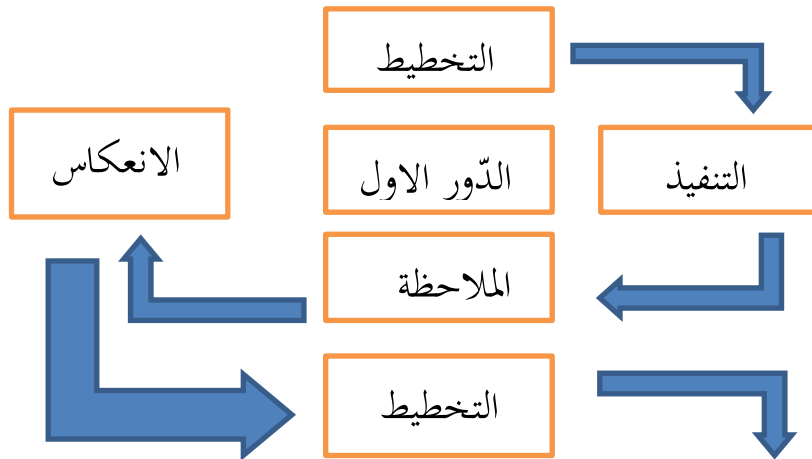 التخطيط
الانعكاس
الدّور الاول
التنفيذ
الملاحظة
التخطيط